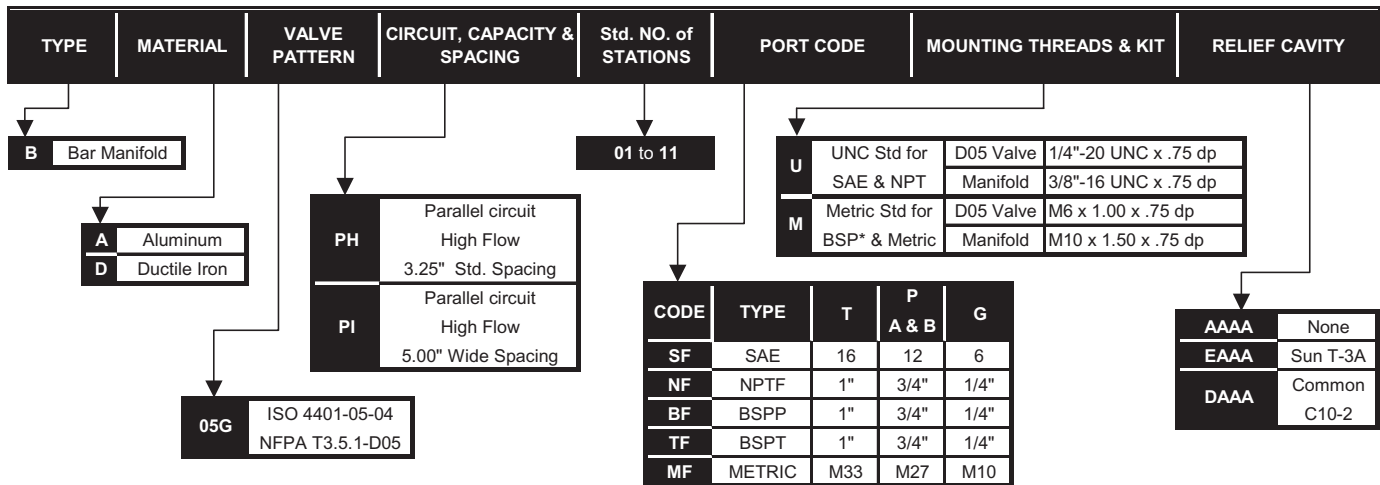 TYPE
MATERIAL
VALVE
PATTERN
CIRCUIT, CAPACITY &
SPACING
Std. NO. of
STATIONS
PORT CODE
MOUNTING THREADS & KIT
RELIEF CAVITY
B Bar Manifold
A Aluminum
D Ductile Iron
05G
ISO 4401-05-04
NFPA T3.5.1-D05
PH
Parallel circuit
High Flow
3.25" Std. Spacing
PI
Parallel circuit
High Flow
5.00" Wide Spacing
01 to 11
CODE TYPE T P A & B G
SF SAE 16 12 6
NF NPTF 1" 3/4" 1/4"
BF BSPP 1" 3/4" 1/4"
TF BSPT 1" 3/4" 1/4"
MF METRIC M33 M27 M10
U
UNC Std for D05 Valve 1/4"-20 UNC x .75 dp
SAE & NPT Manifold 3/8"-16 UNC x .75 dp
M
Metric Std for D05 Valve M6 x 1.00 x .75 dp
BSP* & Metric Manifold M10 x 1.50 x .75 dp
AAAA None
EAAA Sun T-3A
DAAA
Common
C10-2